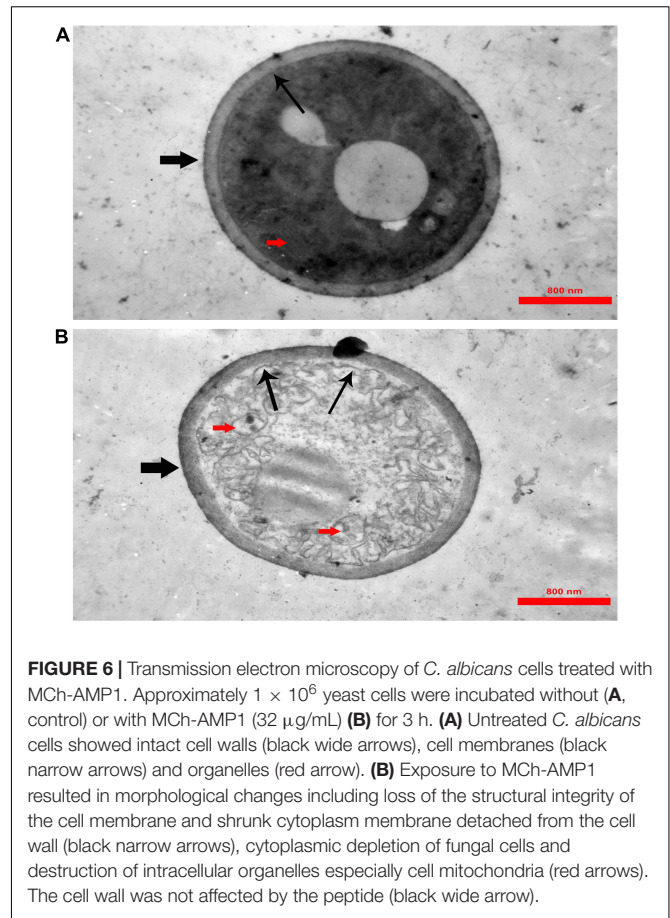 A
800 nm
B
800 nm
FIGURE 6 | Transmission electron microscopy of C. albicans cells treated with
MCh-AMP1. Approximately 1 × 10⁶ yeast cells were incubated without (A,
control) or with MCh-AMP1 (32 μg/mL) (B) for 3 h. (A) Untreated C. albicans
cells showed intact cell walls (black wide arrows), cell membranes (black
narrow arrows) and organelles (red arrow). (B) Exposure to MCh-AMP1
resulted in morphological changes including loss of the structural integrity of
the cell membrane and shrunk cytoplasm membrane detached from the cell
wall (black narrow arrows), cytoplasmic depletion of fungal cells and
destruction of intracellular organelles especially cell mitochondria (red arrows).
The cell wall was not affected by the peptide (black wide arrow).